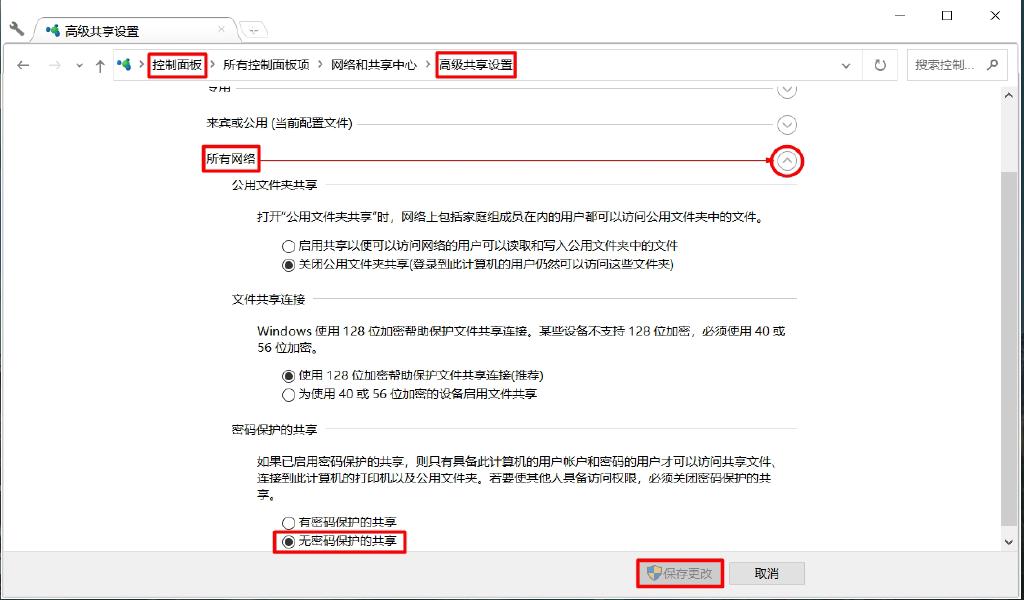 高级共享设置
控制面板 所有控制面板项 网络和共享中心 高级共享设置 搜索控制...
专用
来宾或公用 (当前配置文件)
所有网络
公用文件夹共享
打开“公用文件夹共享”时，网络上包括家庭组成员在内的用户都可以访问公用文件夹中的文件。
启用共享以便可以访问网络的用户可以读取和写入公用文件夹中的文件
关闭公用文件夹共享(登录到此计算机的用户仍然可以访问这些文件夹)
文件共享连接
Windows 使用 128 位加密帮助保护文件共享连接。某些设备不支持 128 位加密，必须使用 40 或
56 位加密。
使用 128 位加密帮助保护文件共享连接(推荐)
为使用 40 或 56 位加密的设备启用文件共享
密码保护的共享
如果已启用密码保护的共享，则只有具备此计算机的用户帐户和密码的用户才可以访问共享文件、
连接到此计算机的打印机以及公用文件夹。若要使其他人具备访问权限，必须关闭密码保护的共
享。
有密码保护的共享
无密码保护的共享
保存更改 取消